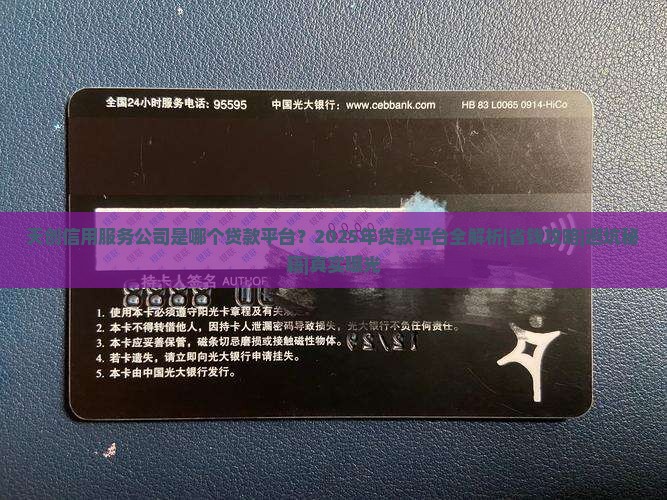 全国24小时服务电话: 95595 中国光大银行: www.cebbank.com HB 83 L0065 0914-HiCo
信用服务公司是哪个贷款平台？2025年贷款平台全解析|省钱攻略|避坑秘
真实曝光
持卡人签名 AUTHOR
1. 使用本卡必须遵守阳光卡章程及有关
2. 本卡不得转借他人，因持卡人泄漏密码导致损失，光大银行不负任何责任。
3. 本卡应妥善保管，磁条切忌磨损或接触磁性物体。
4. 若卡遗失，请立即向光大银行申请挂失。
5. 本卡由中国光大银行发行。